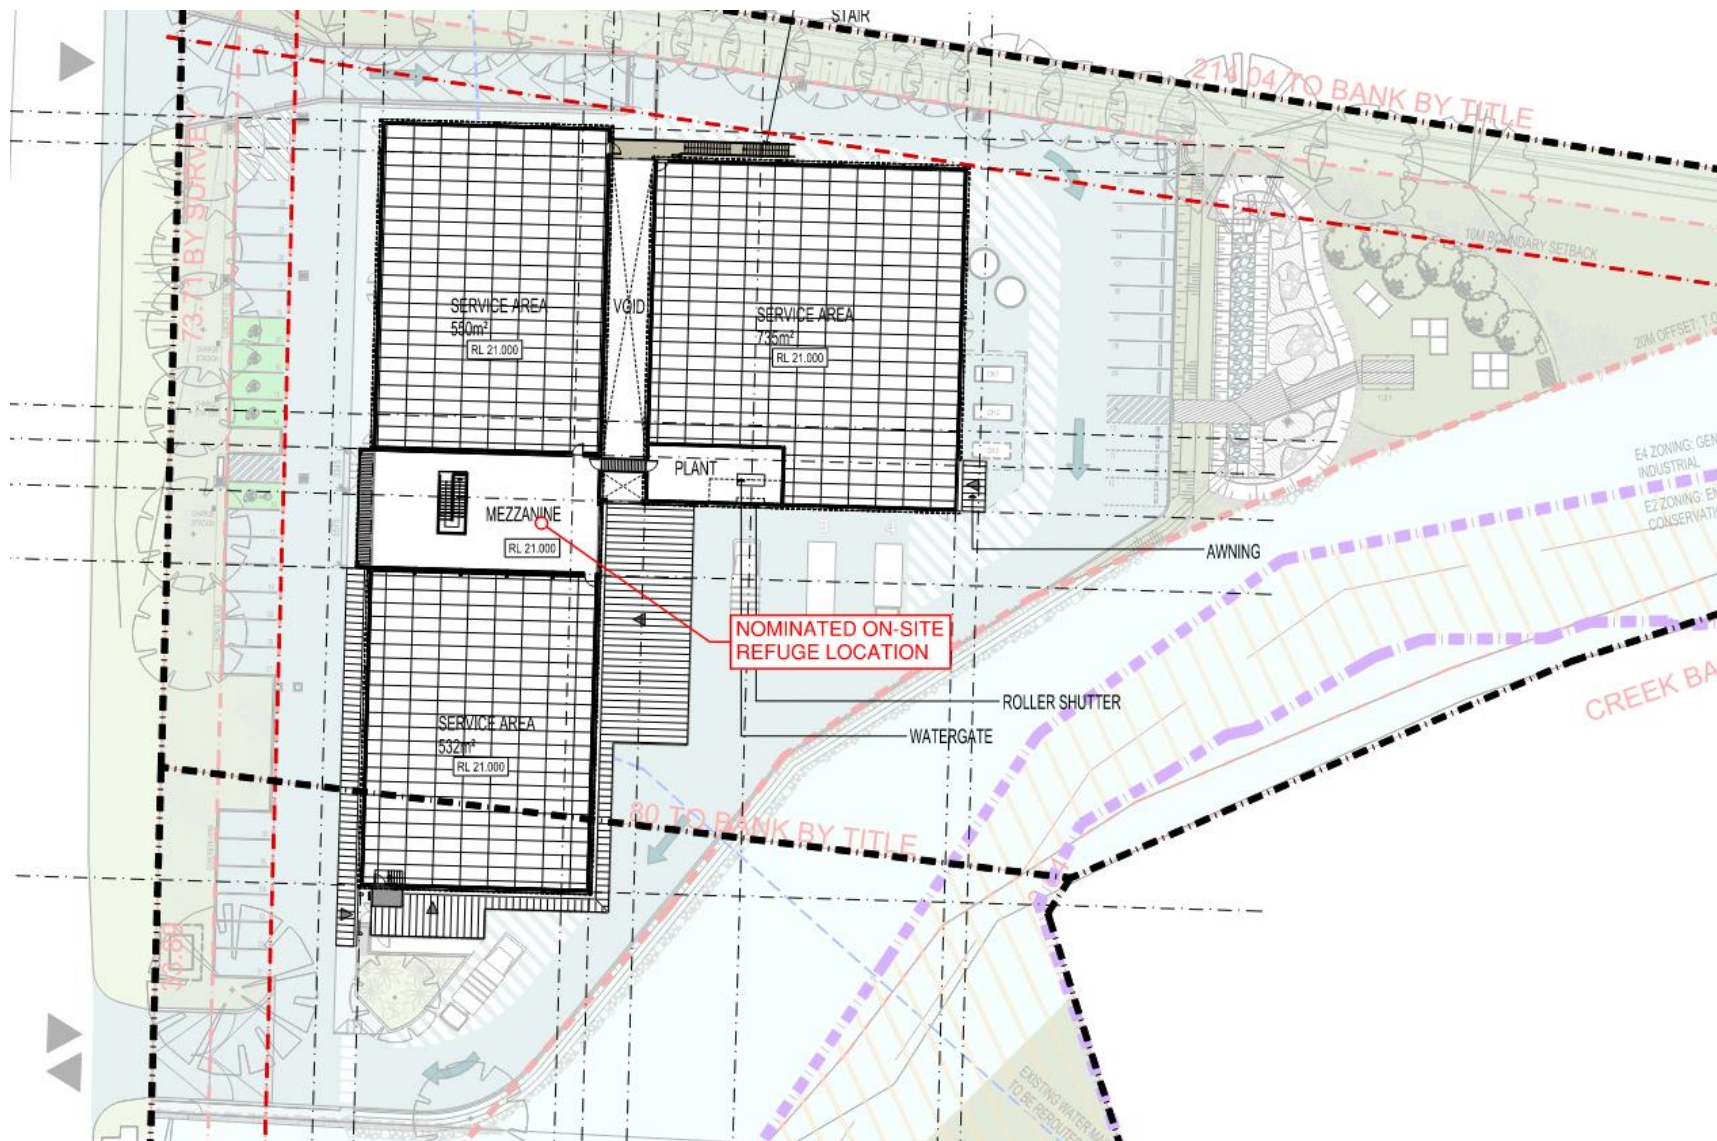 STAIR
214.04 TO BANK BY TITLE
73.71 BY SURVEY
10M BOUNDARY SETBACK
SERVICE AREA
550m²
RL 21.000
VOID
SERVICE AREA
735m²
RL 21.000
20M OFFSET, T.O
PLANT
E4 ZONING: GEN
INDUSTRIAL
E2 ZONING: EN
CONSERVATI
MEZZANINE
RL 21.000
3
4
AWNING
NOMINATED ON-SITE
REFUGE LOCATION
ROLLER SHUTTER
WATERGATE
CREEK BA
SERVICE AREA
532m²
RL 21.000
80 TO BANK BY TITLE
EXISTING WATER MA
TO BE REROUTE